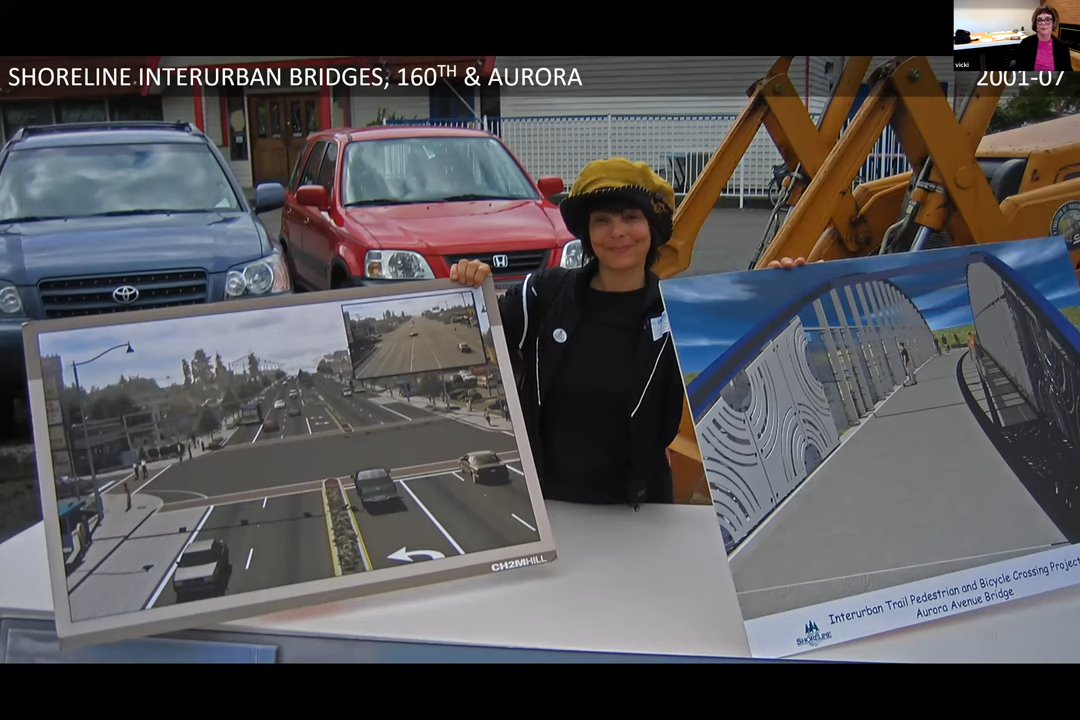 SHORELINE INTERURBAN BRIDGES, 160TH & AURORA
2001-07
vicki
CH2MHILL
Interurban Trail Pedestrian and Bicycle Crossing Project
Aurora Avenue Bridge
SHORELINE